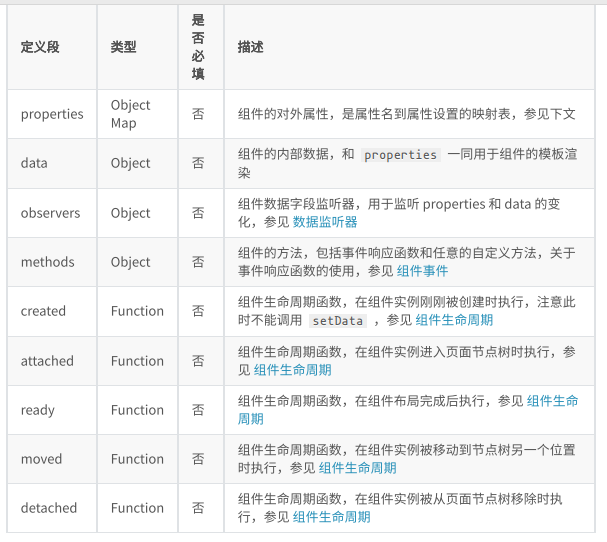 定义段 类型 是否必填 描述
properties Object Map 否 组件的对外属性，是属性名到属性设置的映射表，参见下文
data Object 否 组件的内部数据，和 properties 一同用于组件的模板渲
染
observers Object 否 组件数据字段监听器，用于监听 properties 和 data 的变
化，参见 数据监听器
methods Object 否 组件的方法，包括事件响应函数和任意的自定义方法，关于
事件响应函数的使用，参见 组件事件
created Function 否 组件生命周期函数，在组件实例刚刚被创建时执行，注意此
时不能调用 setData ，参见 组件生命周期
attached Function 否 组件生命周期函数，在组件实例进入页面节点树时执行，参
见 组件生命周期
ready Function 否 组件生命周期函数，在组件布局完成后执行，参见 组件生命
周期
moved Function 否 组件生命周期函数，在组件实例被移动到节点树另一个位置
时执行，参见 组件生命周期
detached Function 否 组件生命周期函数，在组件实例被从页面节点树移除时执
行，参见 组件生命周期